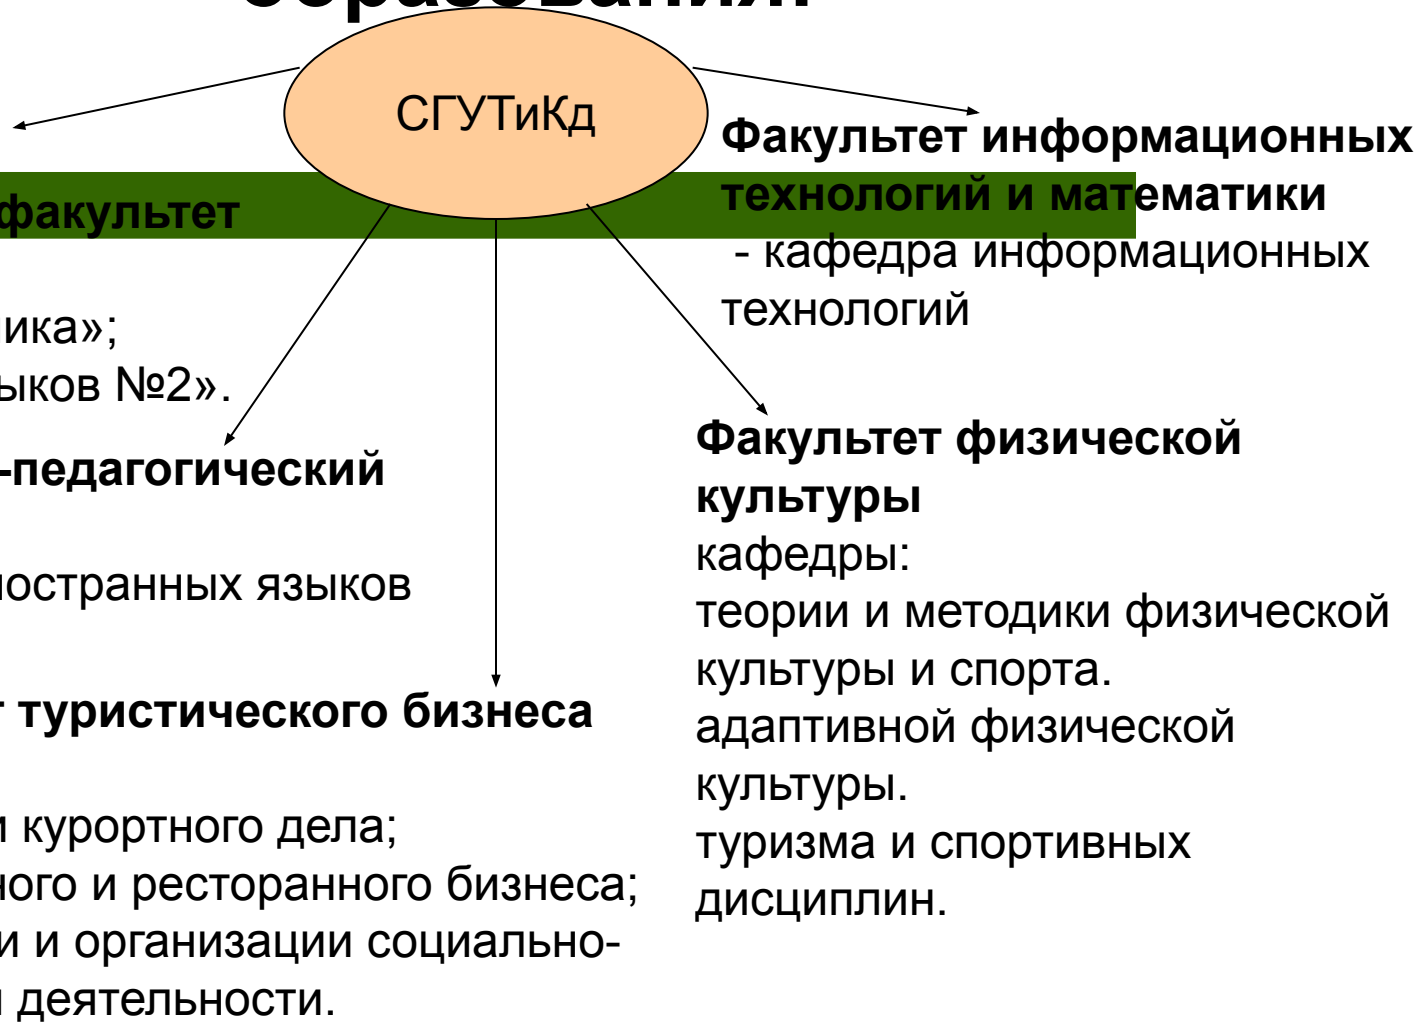 образования.
СГУТиКд
Факультет информационных
технологий и математики
- кафедра информационных
технологий
факультет
ика»;
ыков №2».
-педагогический
ностранных языков
т туристического бизнеса
и курортного дела;
ного и ресторанного бизнеса;
и и организации социально-
и деятельности.
Факультет физической
культуры
кафедры:
теории и методики физической
культуры и спорта.
адаптивной физической
культуры.
туризма и спортивных
дисциплин.